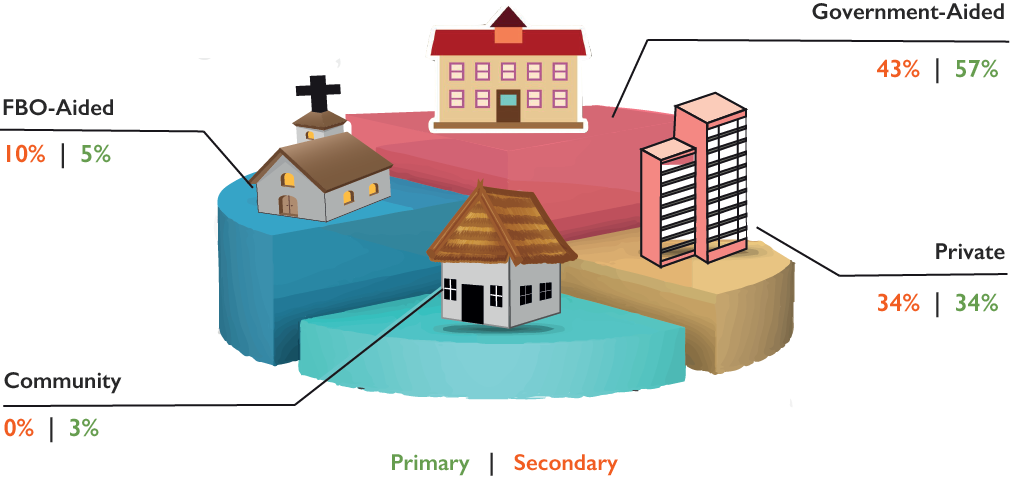 Government-Aided
43% | 57%
FBO-Aided
10% | 5%
Private
34% | 34%
Community
0% | 3%
Primary | Secondary